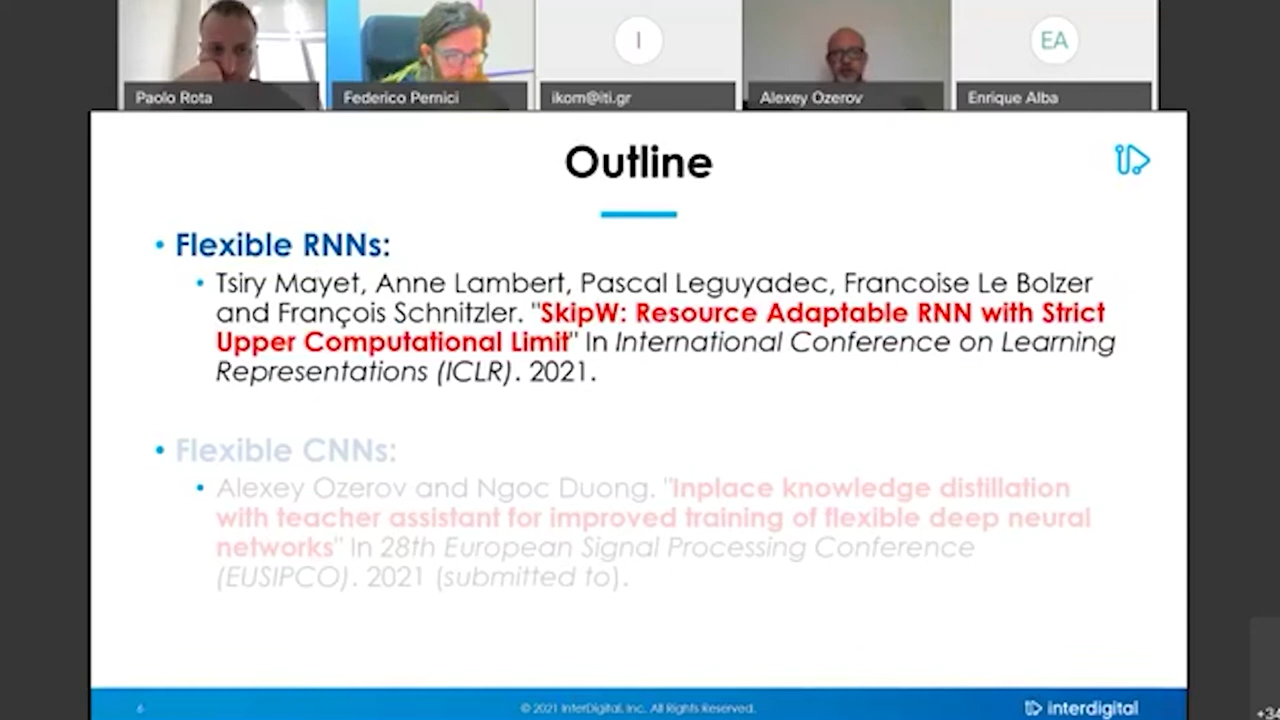 I
EA
Paolo Rota
Federico Pernici
ikom@iti.gr
Alexey Ozerov
Enrique Alba
Outline
• Flexible RNNs:
• Tsiry Mayet, Anne Lambert, Pascal Leguyadec, Francoise Le Bolzer
and François Schnitzler. "SkipW: Resource Adaptable RNN with Strict
Upper Computational Limit" In International Conference on Learning
Representations (ICLR). 2021.
• Flexible CNNs:
• Alexey Ozerov and Ngoc Duong. "Inplace knowledge distillation
with teacher assistant for improved training of flexible deep neural
networks" In 28th European Signal Processing Conference
(EUSIPCO). 2021 (submitted to).
6
© 2021 InterDigital, Inc. All Rights Reserved.
interdigital